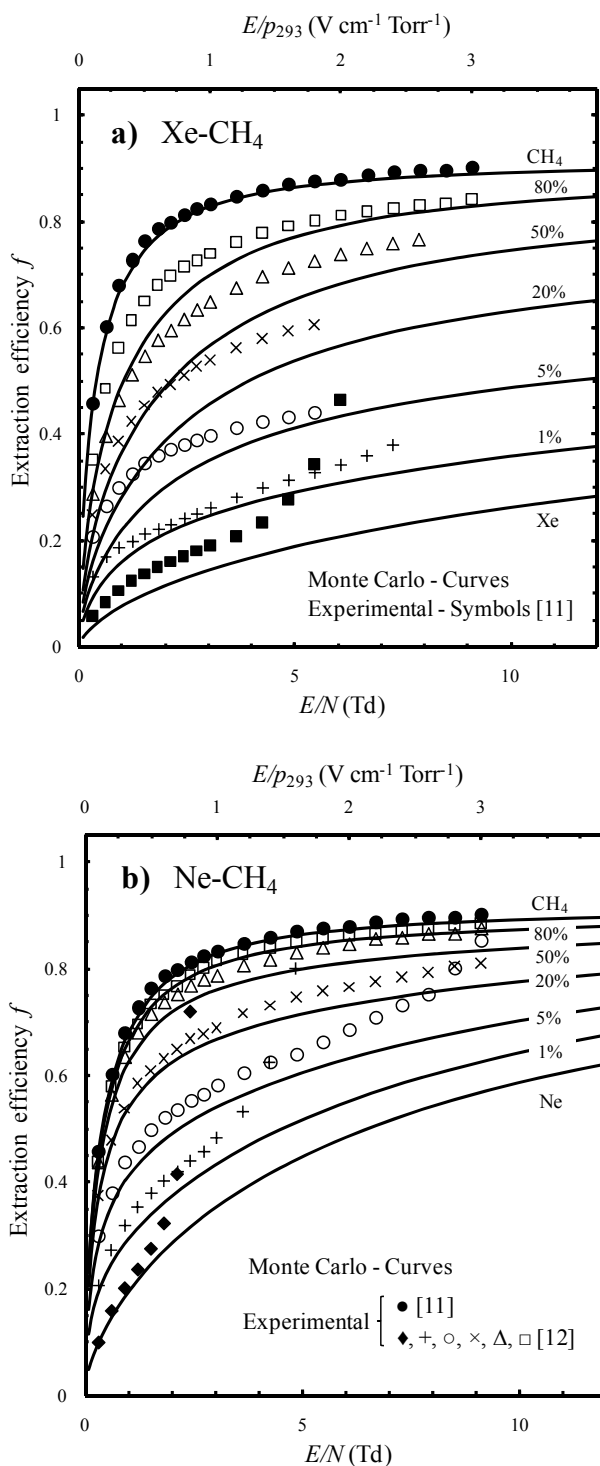 E/p293 (V cm-1 Torr-1)
0 1 2 3
a) Xe-CH4
1
0.8
0.6
0.4
0.2
0
Extraction efficiency f
CH4
80%
50%
20%
5%
1%
Xe
Monte Carlo - Curves
Experimental - Symbols [11]
0 5 10
E/N (Td)
E/p293 (V cm-1 Torr-1)
0 1 2 3
b) Ne-CH4
1
0.8
0.6
0.4
0.2
0
Extraction efficiency f
CH4
80%
50%
20%
5%
1%
Ne
Monte Carlo - Curves
Experimental
● [11]
◆, +, ○, ×, Δ, □ [12]
0 5 10
E/N (Td)